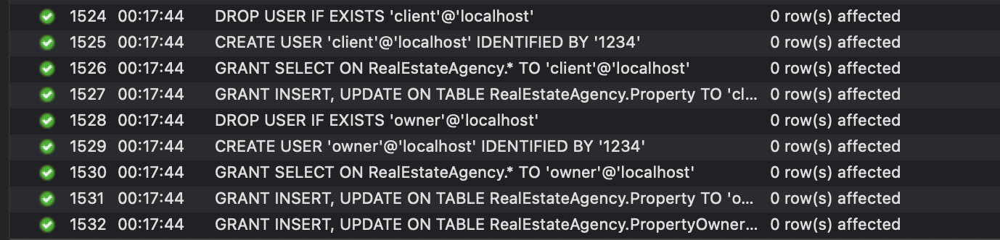 1524 00:17:44 DROP USER IF EXISTS 'client'@'localhost' 0 row(s) affected
1525 00:17:44 CREATE USER 'client'@'localhost' IDENTIFIED BY '1234' 0 row(s) affected
1526 00:17:44 GRANT SELECT ON RealEstateAgency.* TO 'client'@'localhost' 0 row(s) affected
1527 00:17:44 GRANT INSERT, UPDATE ON TABLE RealEstateAgency.Property TO 'cl... 0 row(s) affected
1528 00:17:44 DROP USER IF EXISTS 'owner'@'localhost' 0 row(s) affected
1529 00:17:44 CREATE USER 'owner'@'localhost' IDENTIFIED BY '1234' 0 row(s) affected
1530 00:17:44 GRANT SELECT ON RealEstateAgency.* TO 'owner'@'localhost' 0 row(s) affected
1531 00:17:44 GRANT INSERT, UPDATE ON TABLE RealEstateAgency.Property TO 'o... 0 row(s) affected
1532 00:17:44 GRANT INSERT, UPDATE ON TABLE RealEstateAgency.PropertyOwner... 0 row(s) affected